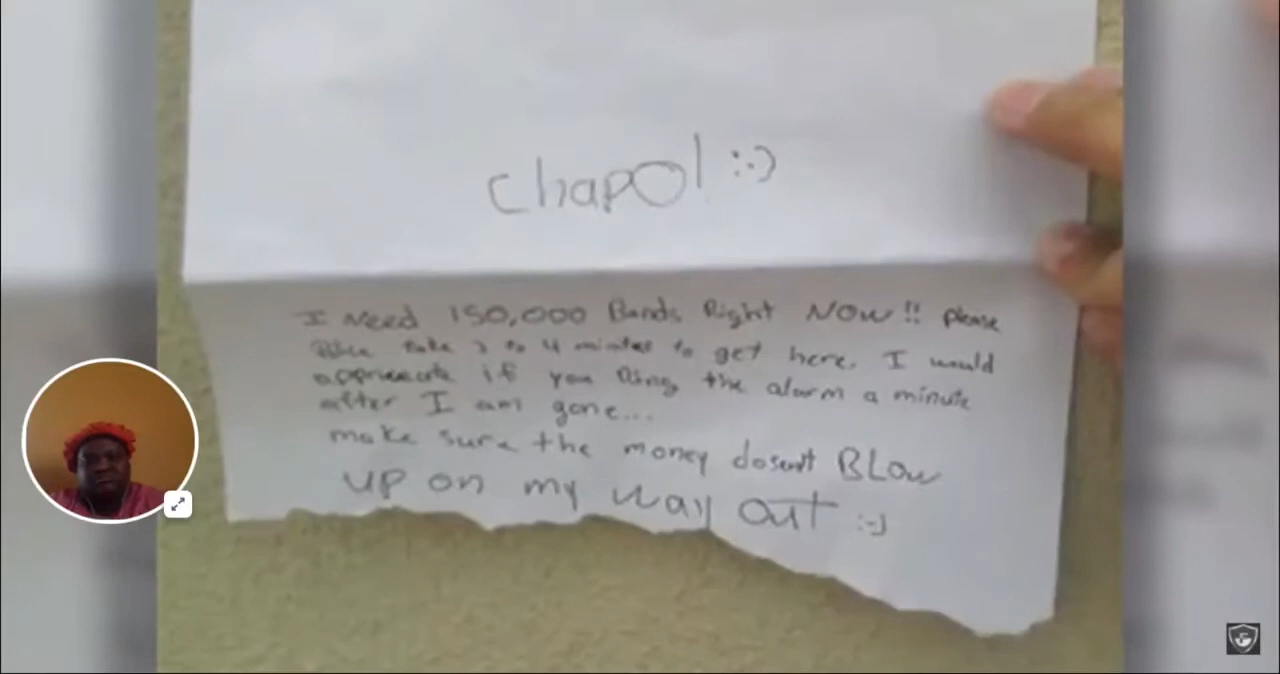 chapo! :-)
I Need 150,000 Bands Right Now!! please
take 3 to 4 to get here. I would
if you Ring the alarm a minute
after I am gone...
make sure the money dosent BLow
UP on my way out :-)